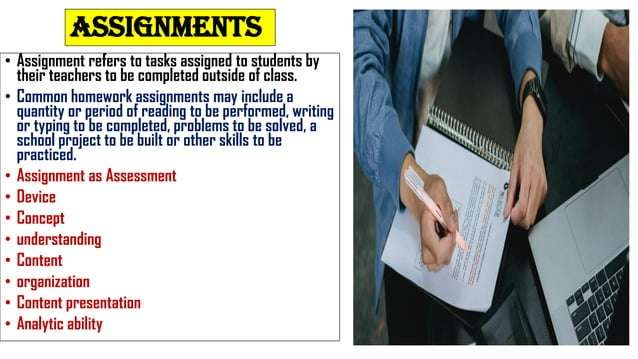 ASSIGNMENTS
• Assignment refers to tasks assigned to students by
their teachers to be completed outside of class.
• Common homework assignments may include a
quantity or period of reading to be performed, writing
or typing to be completed, problems to be solved, a
school project to be built or other skills to be
practiced.
• Assignment as Assessment
• Device
• Concept
• understanding
• Content
• organization
• Content presentation
• Analytic ability